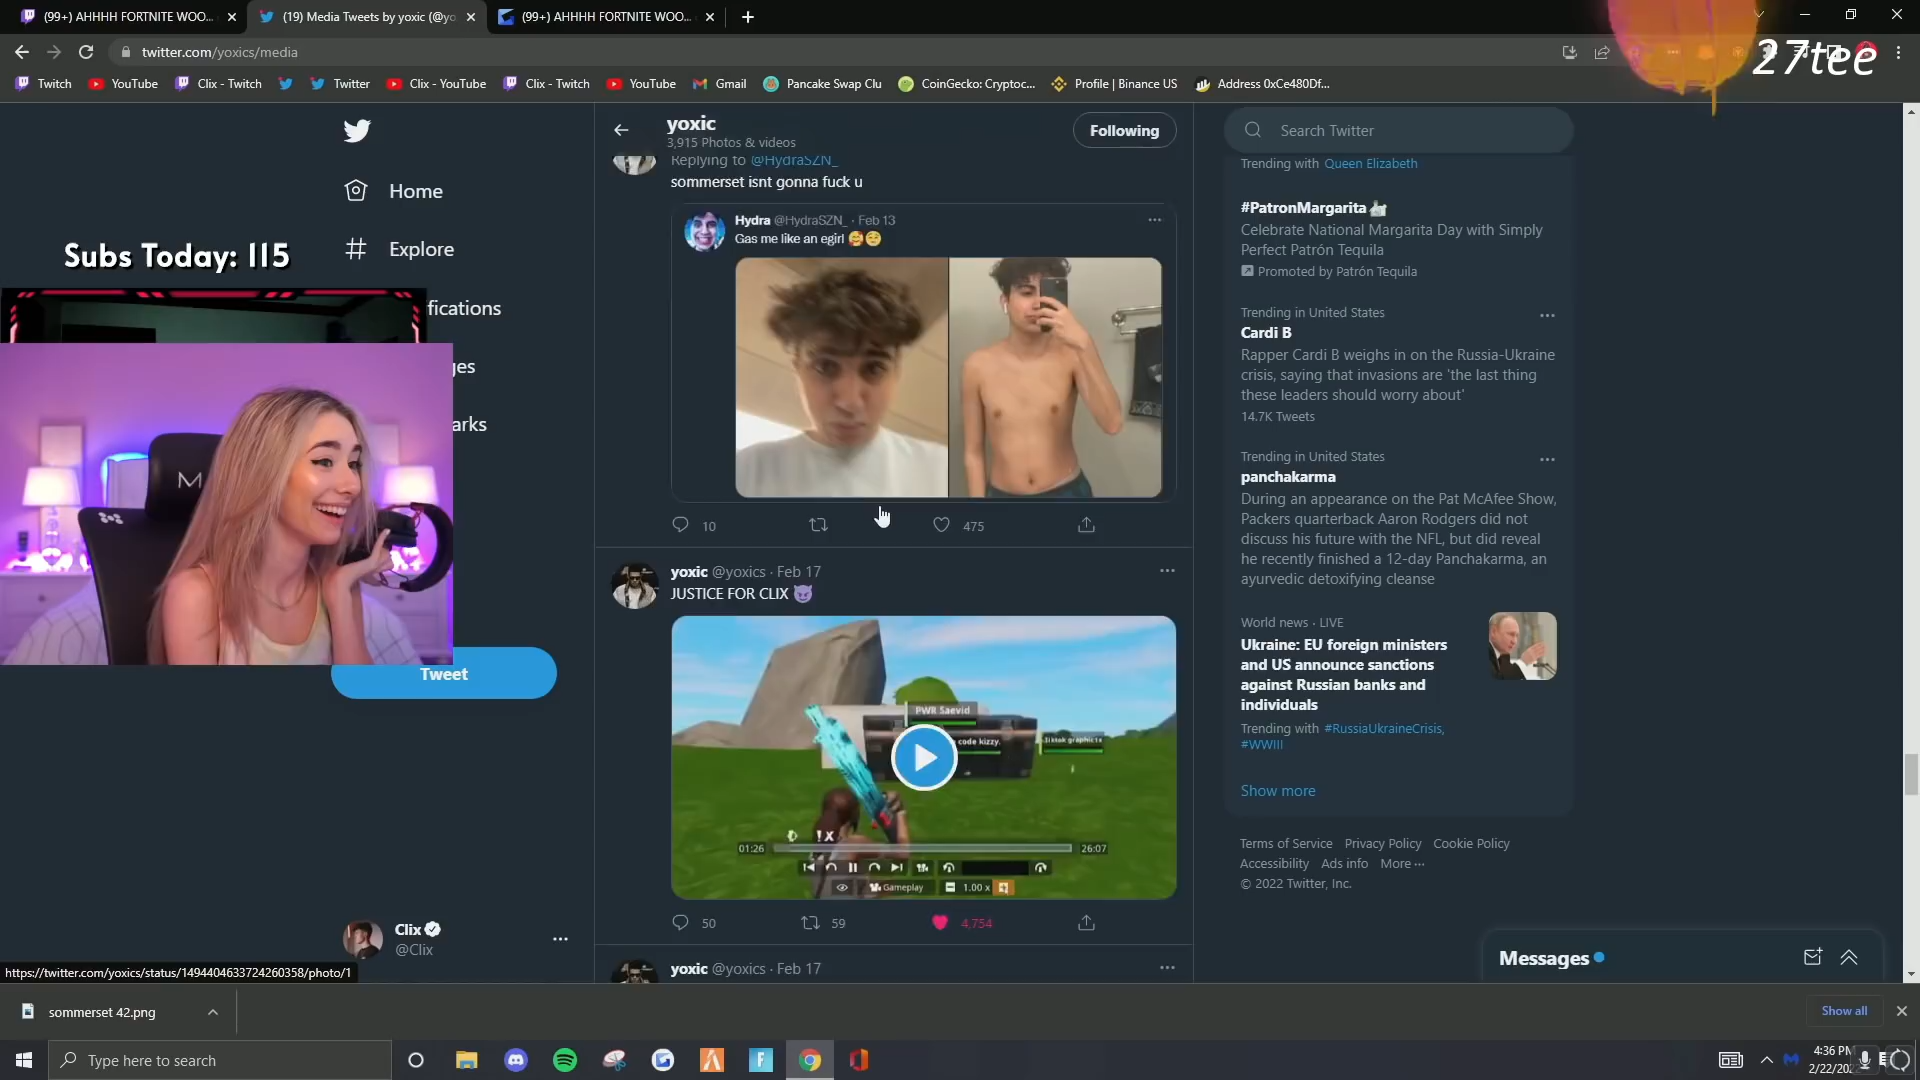 (99+) AHHHH FORTNITE WOO...
(19) Media Tweets by yoxic (@yo
(99+) AHHHH FORTNITE WOO...
27tee
twitter.com/yoxics/media
Twitch
YouTube
Clix - Twitch
Twitter
Clix - YouTube
Clix - Twitch
YouTube
Gmail
Pancake Swap Clu
CoinGecko: Cryptoc...
Profile | Binance US
Address 0xCe480Df...
Home
Explore
fications
ges
arks
Tweet
Subs Today: 115
Clix
@Clix
https://twitter.com/yoxics/status/1494404633724260358/photo/1
yoxic
3,915 Photos & videos
Following
Replying to @HydraSZN_
sommerset isnt gonna fuck u
Hydra @HydraSZN_ · Feb 13
Gas me like an egirl
10
475
yoxic @yoxics · Feb 17
JUSTICE FOR CLIX
PWR Saevid
code kizzy.
01:26
26:07
Gameplay
1.00 x
50
59
4,754
yoxic @yoxics · Feb 17
Search Twitter
Trending with Queen Elizabeth
#PatronMargarita
Celebrate National Margarita Day with Simply
Perfect Patrón Tequila
Promoted by Patrón Tequila
Trending in United States
Cardi B
Rapper Cardi B weighs in on the Russia-Ukraine
crisis, saying that invasions are 'the last thing
these leaders should worry about'
14.7K Tweets
Trending in United States
panchakarma
During an appearance on the Pat McAfee Show,
Packers quarterback Aaron Rodgers did not
discuss his future with the NFL, but did reveal
he recently finished a 12-day Panchakarma, an
ayurvedic detoxifying cleanse
World news · LIVE
Ukraine: EU foreign ministers
and US announce sanctions
against Russian banks and
individuals
Trending with #RussiaUkraineCrisis,
#WWIII
Show more
Terms of Service Privacy Policy Cookie Policy
Accessibility Ads info More ···
© 2022 Twitter, Inc.
Messages
sommerset 42.png
Show all
Type here to search
4:36 PM